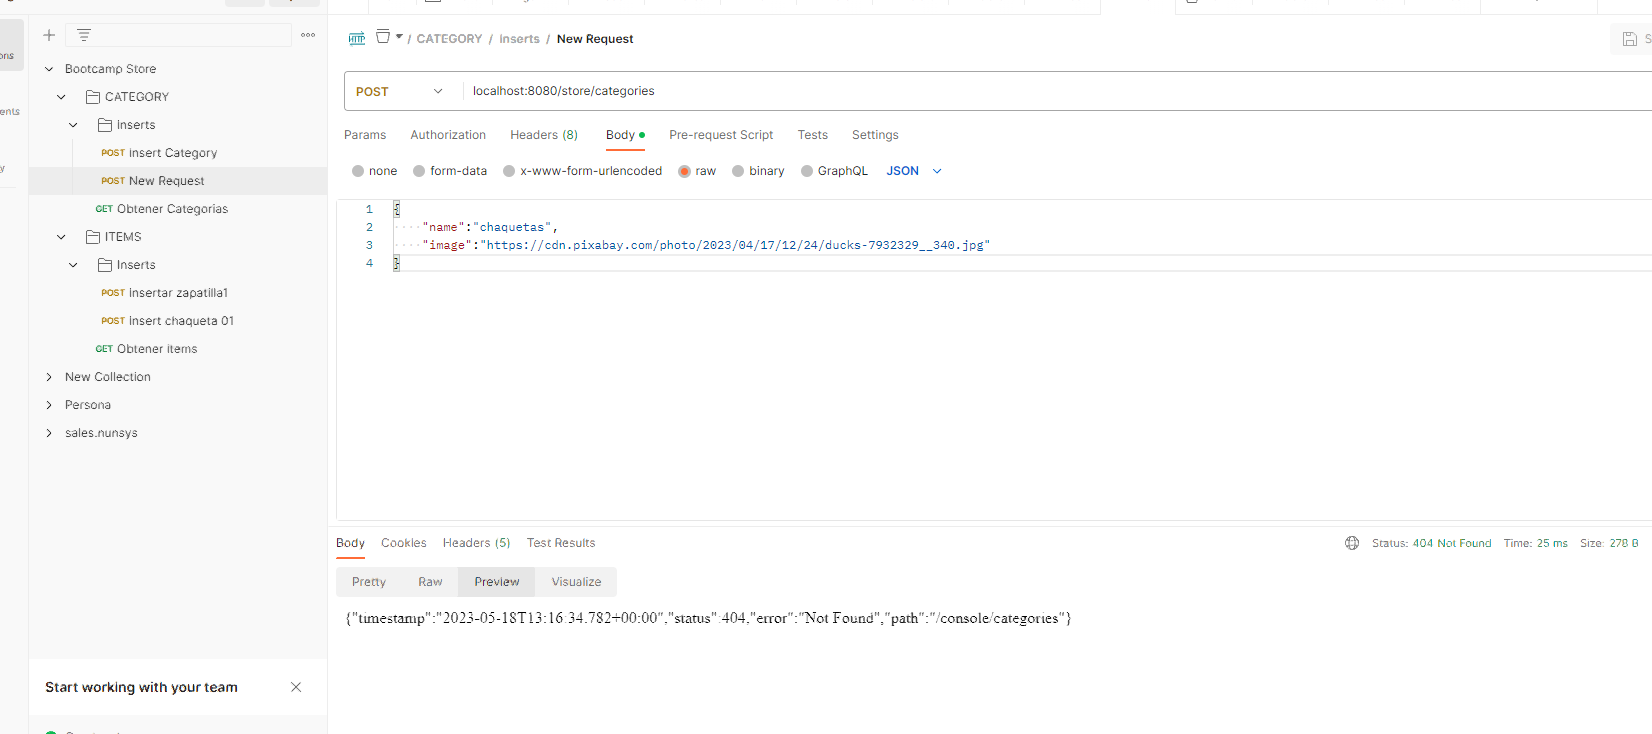 ons
ents
y
Bootcamp Store
CATEGORY
Inserts
POST insert Category
POST New Request
GET Obtener Categorias
ITEMS
Inserts
POST insertar zapatilla1
POST insert chaqueta 01
GET Obtener items
New Collection
Persona
sales.nunsys
Start working with your team
HTTP / CATEGORY / Inserts / New Request
S
POST localhost:8080/store/categories
Params Authorization Headers (8) Body Pre-request Script Tests Settings
none form-data x-www-form-urlencoded raw binary GraphQL JSON
1 {
2 "name":"chaquetas",
3 "image":"https://cdn.pixabay.com/photo/2023/04/17/12/24/ducks-7932329__340.jpg"
4 }
Body Cookies Headers (5) Test Results Status: 404 Not Found Time: 25 ms Size: 278 B
Pretty Raw Preview Visualize
{"timestamp":"2023-05-18T13:16:34.782+00:00","status":404,"error":"Not Found","path":"/console/categories"}